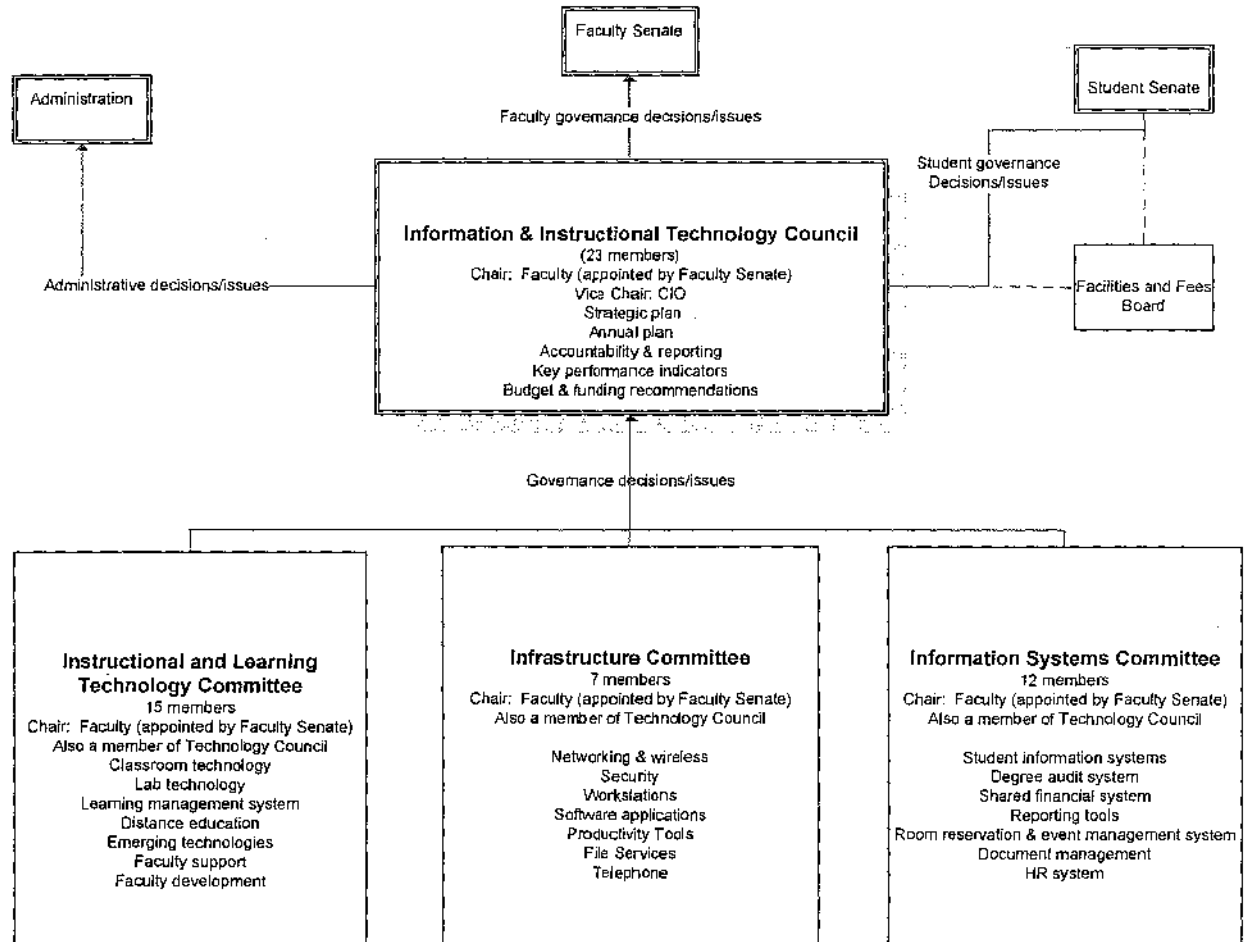 Faculty Senate
Administration
Student Senate
Faculty governance decisions/issues
Student governance
Decisions/Issues
Information & Instructional Technology Council
(23 members)
Chair: Faculty (appointed by Faculty Senate)
Vice Chair: CIO
Strategic plan
Annual plan
Accountability & reporting
Key performance indicators
Budget & funding recommendations
Administrative decisions/issues
Facilities and Fees
Board
Governance decisions/issues
Instructional and Learning
Technology Committee
15 members
Chair: Faculty (appointed by Faculty Senate)
Also a member of Technology Council
Classroom technology
Lab technology
Learning management system
Distance education
Emerging technologies
Faculty support
Faculty development
Infrastructure Committee
7 members
Chair: Faculty (appointed by Faculty Senate)
Also a member of Technology Council
Networking & wireless
Security
Workstations
Software applications
Productivity Tools
File Services
Telephone
Information Systems Committee
12 members
Chair: Faculty (appointed by Faculty Senate)
Also a member of Technology Council
Student information systems
Degree audit system
Shared financial system
Reporting tools
Room reservation & event management system
Document management
HR system